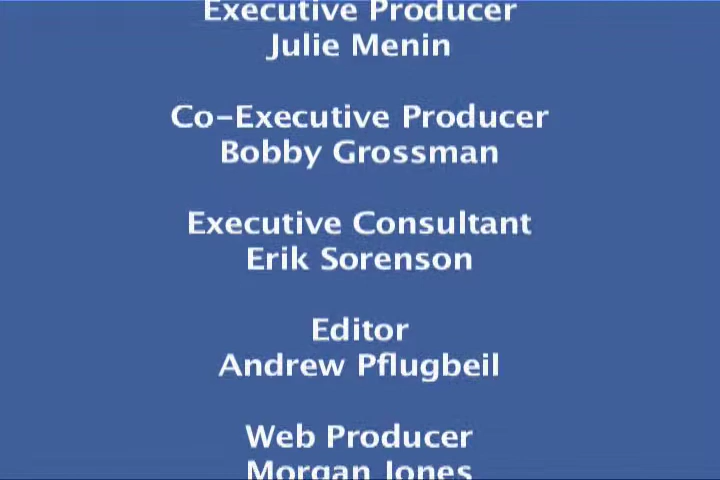 Executive Producer
Julie Menin
Co-Executive Producer
Bobby Grossman
Executive Consultant
Erik Sorenson
Editor
Andrew Pflugbeil
Web Producer
Morgan Jones